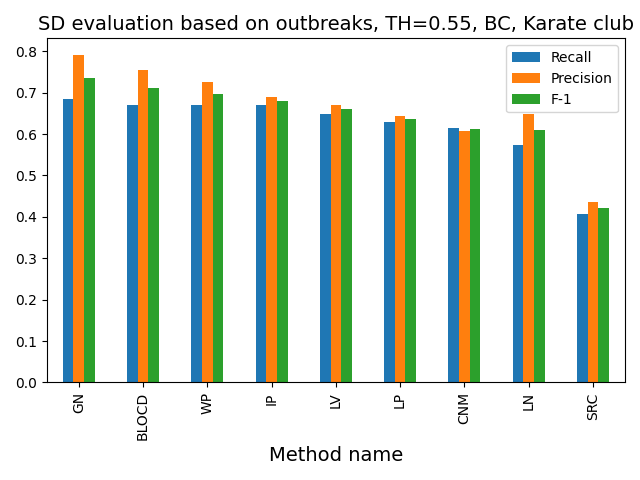 SD evaluation based on outbreaks, TH=0.55, BC, Karate club
Recall
Precision
F-1
0.8
0.7
0.6
0.5
0.4
0.3
0.2
0.1
0.0
GN
BLOCD
WP
IP
LV
LP
CNM
LN
SRC
Method name